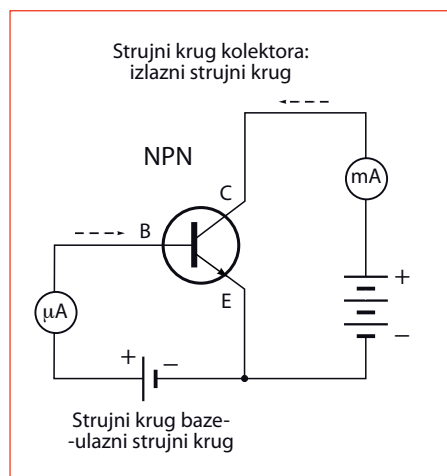 Strujni krug kolektora:
izlazni strujni krug
NPN
C
mA
B
E
+
−
μA
+ −
Strujni krug baze-
-ulazni strujni krug